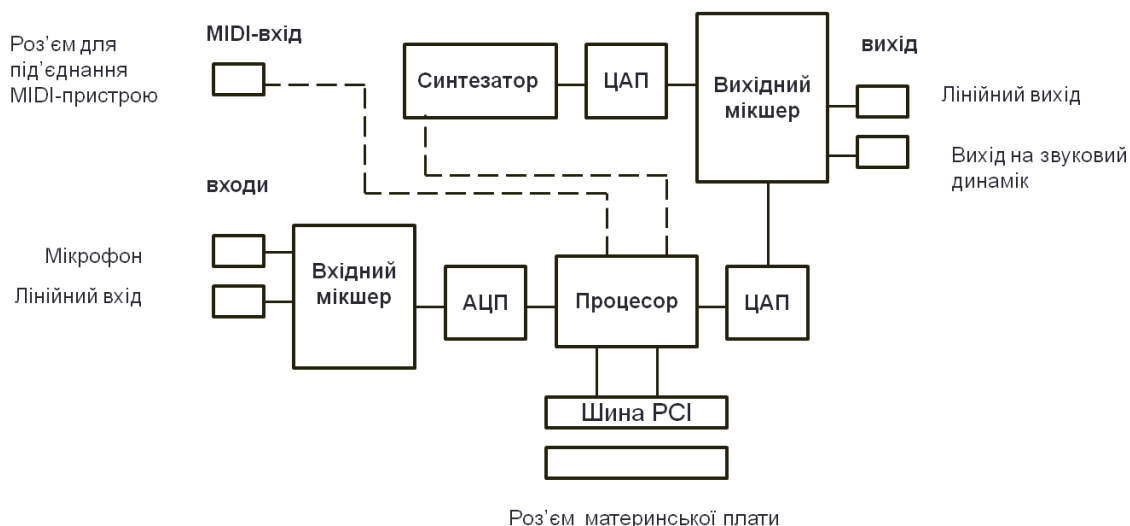 Роз'єм для
під'єднання
MIDI-пристрою
MIDI-вхід
Синтезатор
ЦАП
Вихідний
мікшер
вихід
Лінійний вихід
Вихід на звуковий
динамік
входи
Мікрофон
Лінійний вхід
Вхідний
мікшер
АЦП
Процесор
ЦАП
Шина PCI
Роз'єм материнської плати